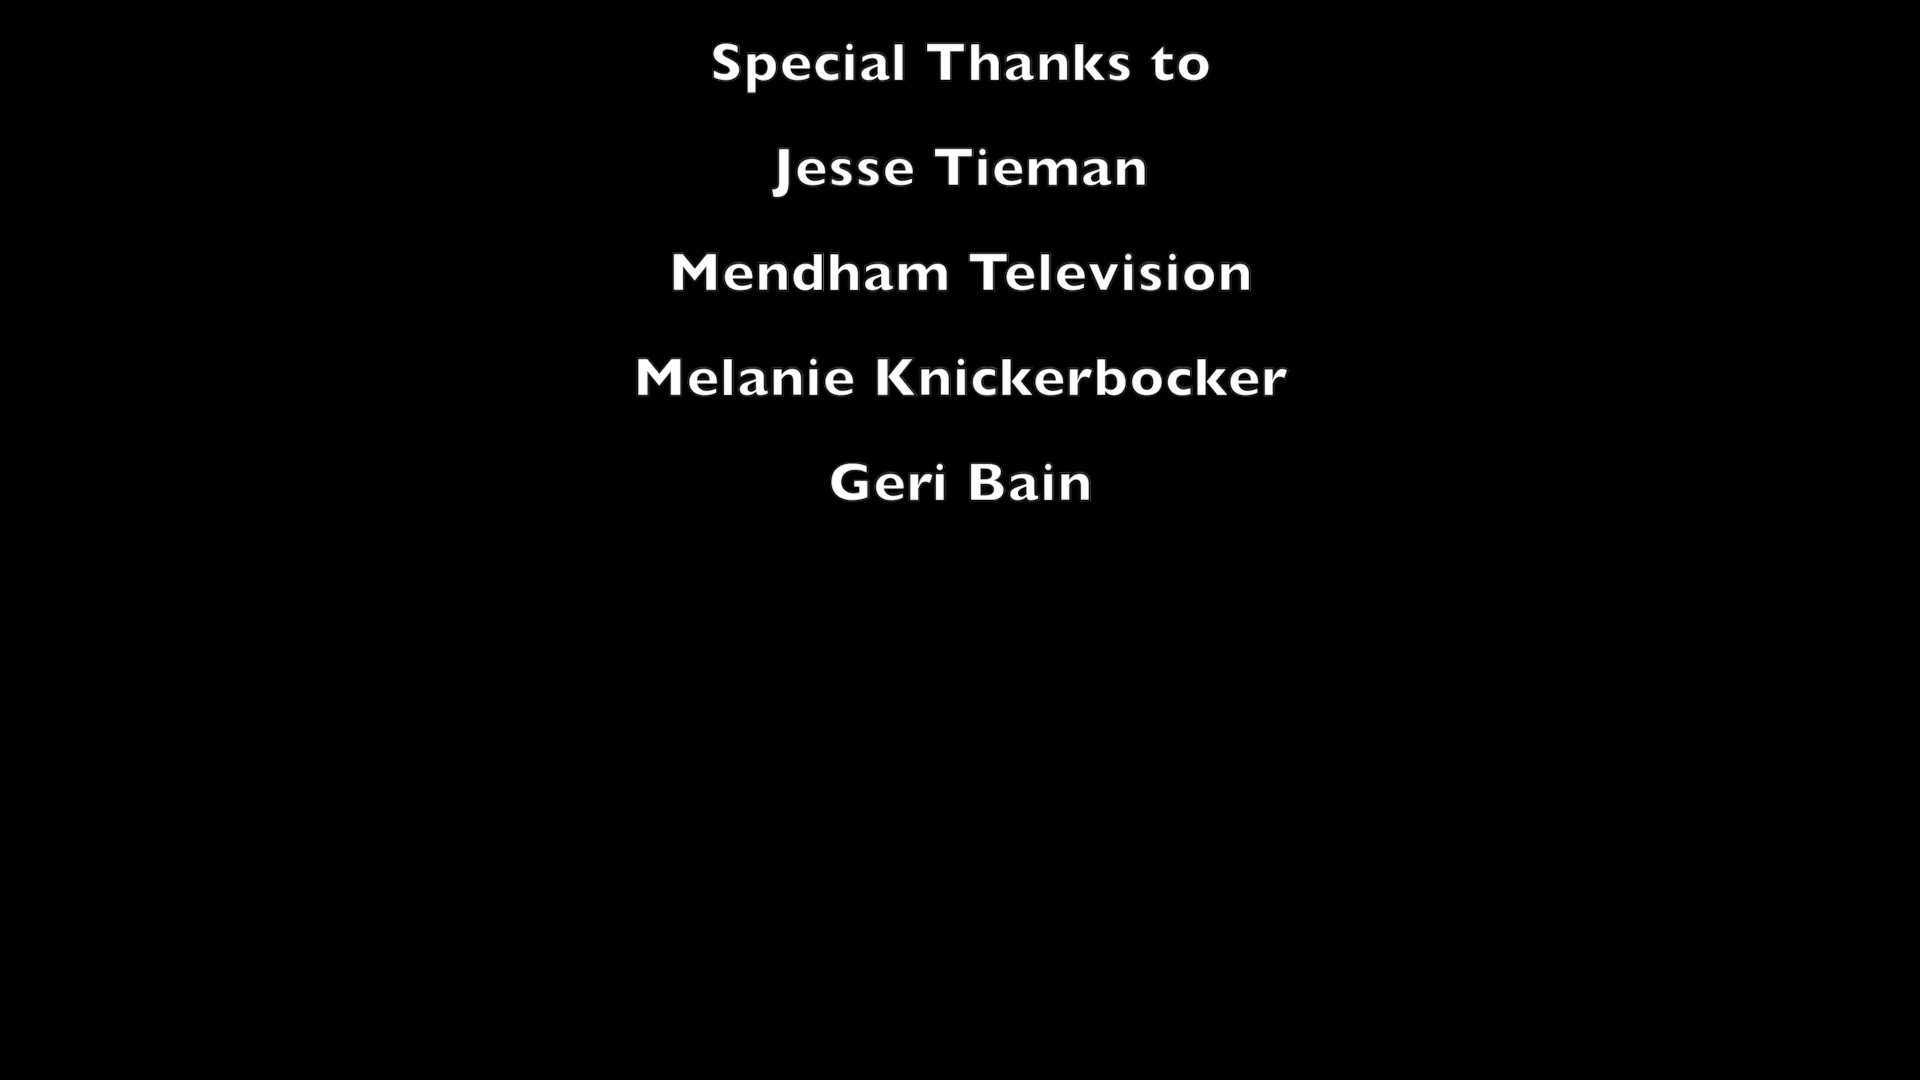 Special Thanks to
Jesse Tieman
Mendham Television
Melanie Knickerbocker
Geri Bain